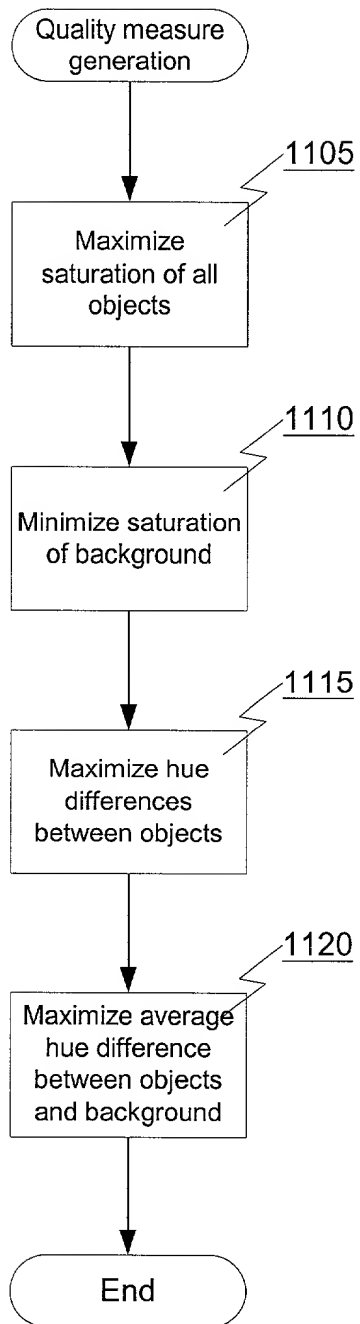 Quality measure
generation
1105
Maximize
saturation of all
objects
1110
Minimize saturation
of background
1115
Maximize hue
differences
between objects
1120
Maximize average
hue difference
between objects
and background
End